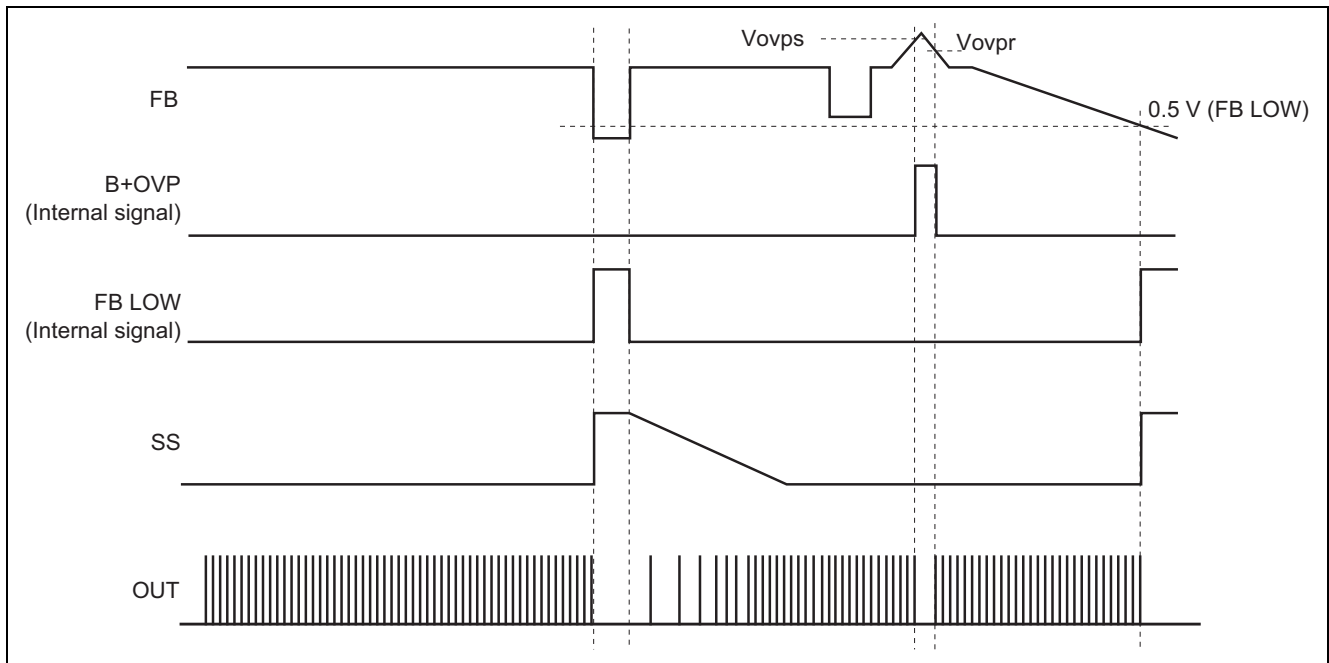 Vovps
Vovpr
FB
0.5 V (FB LOW)
B+OVP
(Internal signal)
FB LOW
(Internal signal)
SS
OUT